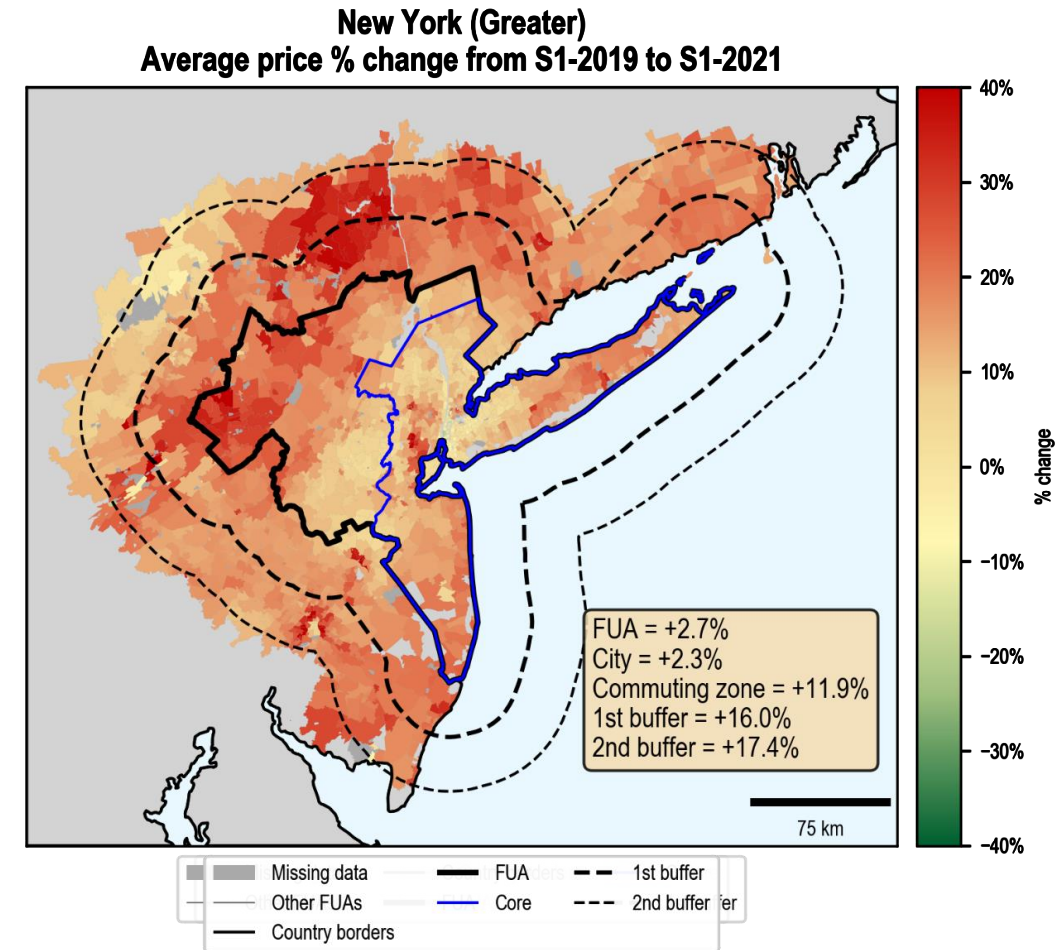 New York (Greater)
Average price % change from S1-2019 to S1-2021
40%
30%
20%
10%
0%
−10%
−20%
−30%
−40%
% change
FUA = +2.7%
City = +2.3%
Commuting zone = +11.9%
1st buffer = +16.0%
2nd buffer = +17.4%
75 km
Missing data FUA 1st buffer
Other FUAs Core 2nd buffer
Country borders